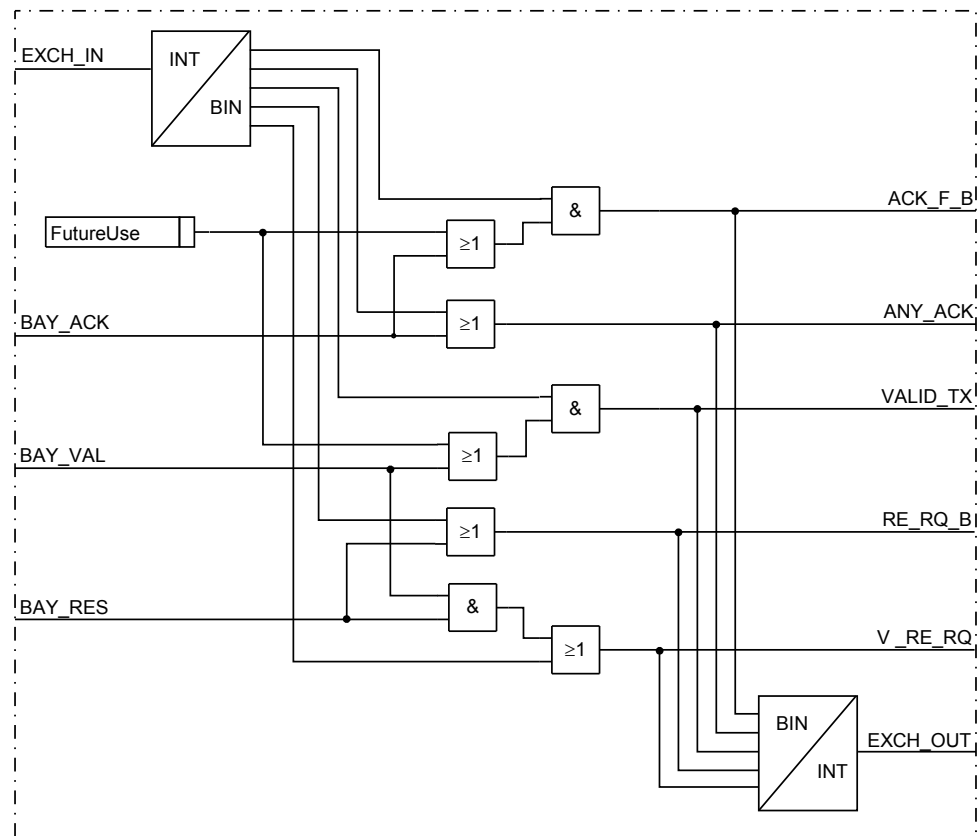 EXCH_IN
INT
BIN
FutureUse
≥1
&
ACK_F_B
BAY_ACK
≥1
ANY_ACK
&
VALID_TX
BAY_VAL
≥1
≥1
RE_RQ_B
BAY_RES
&
≥1
V _RE_RQ
BIN
INT
EXCH_OUT